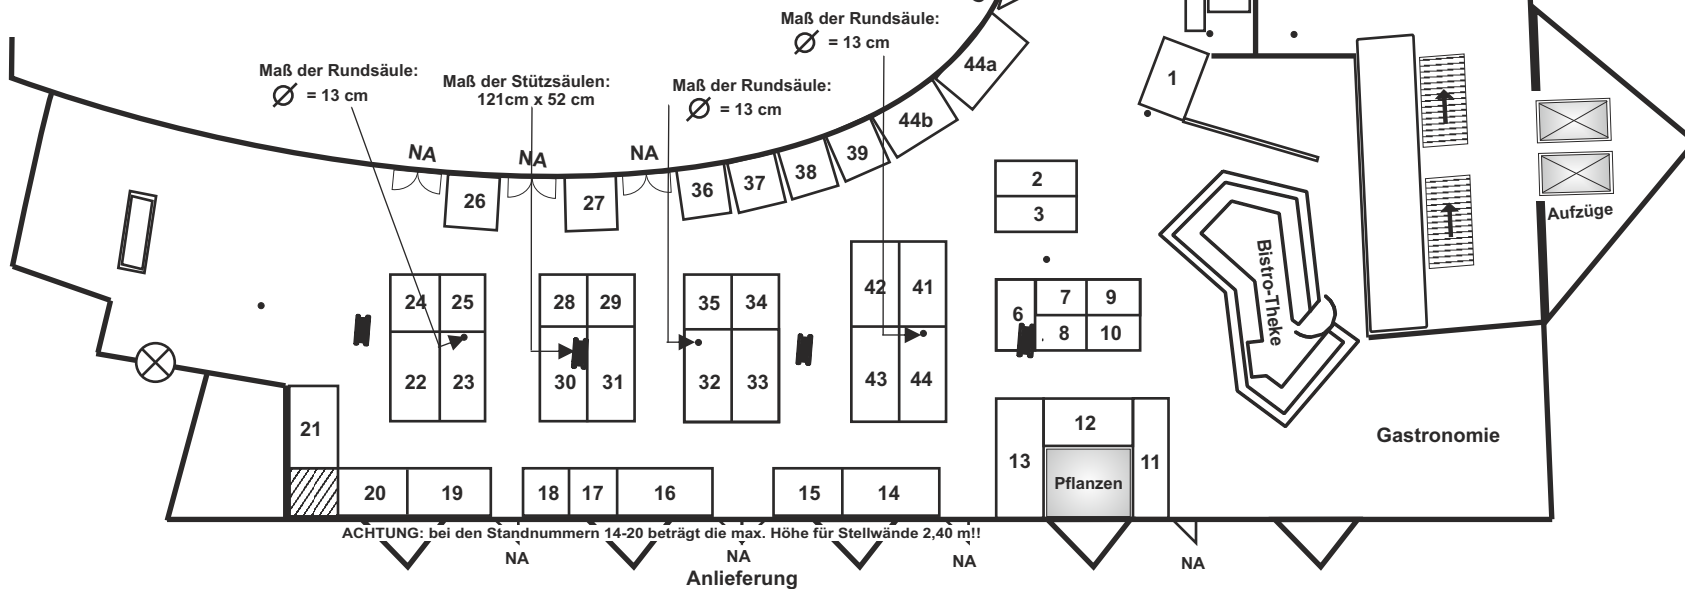 Maß der Rundsäule:
Ø = 13 cm
Maß der Rundsäule:
Ø = 13 cm
Maß der Stützsäulen:
121cm x 52 cm
Maß der Rundsäule:
Ø = 13 cm
44a
1
44b
NA
NA
NA
39
38
37
36
26
27
2
3
Aufzüge
Bistro-Theke
42
41
24
25
28
29
35
34
6
7
9
8
10
22
23
30
31
32
33
43
44
21
12
13
11
Pflanzen
Gastronomie
20
19
18
17
16
15
14
ACHTUNG: bei den Standnummern 14-20 beträgt die max. Höhe für Stellwände 2,40 m!!
NA
NA
NA
NA
Anlieferung